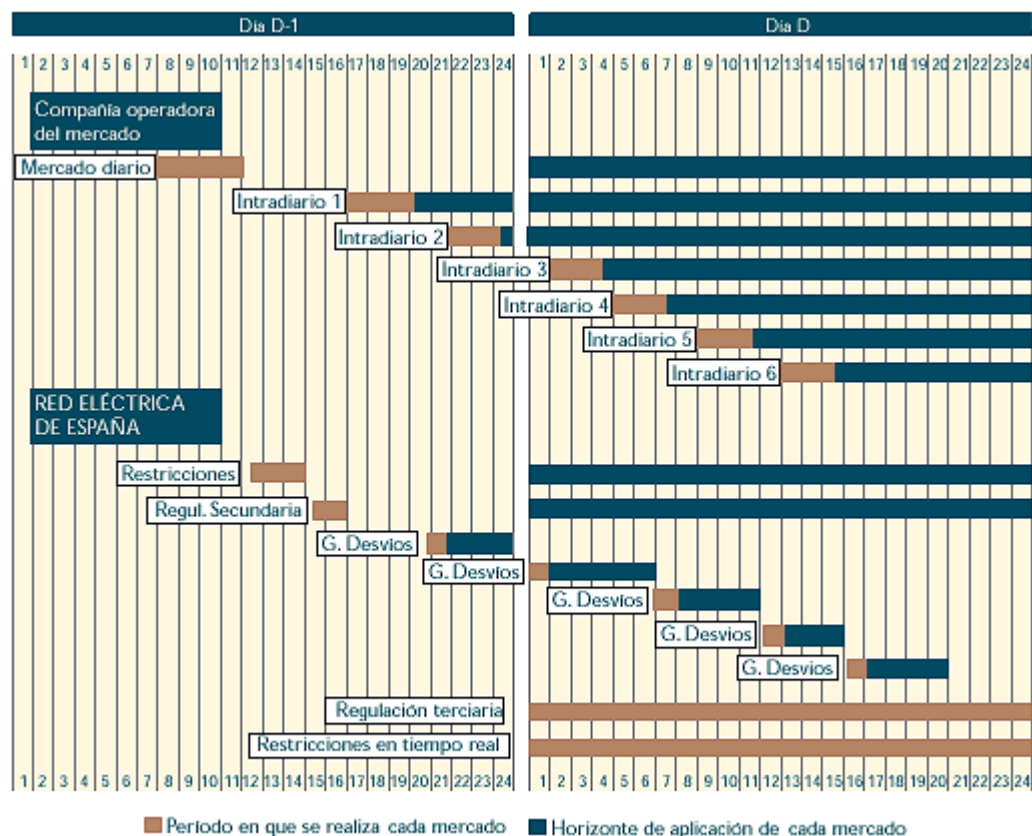 Dia D-1
Dia D
1 2 3 4 5 6 7 8 9 10 11 12 13 14 15 16 17 18 19 20 21 22 23 24
1 2 3 4 5 6 7 8 9 10 11 12 13 14 15 16 17 18 19 20 21 22 23 24
Compañía operadora
del mercado
Mercado diario
Intradiario 1
Intradiario 2
Intradiario 3
Intradiario 4
Intradiario 5
Intradiario 6
RED ELÉCTRICA
DE ESPAÑA
Restricciones
Regul. Secundaria
G. Desvíos
G. Desvíos
G. Desvíos
G. Desvios
G. Desvios
Regulación terciaria
Restricciones en tiempo real
1 2 3 4 5 6 7 8 9 10 11 12 13 14 15 16 17 18 19 20 21 22 23 24
1 2 3 4 5 6 7 8 9 10 11 12 13 14 15 16 17 18 19 20 21 22 23 24
Período en que se realiza cada mercado
Horizonte de aplicación de cada mercado